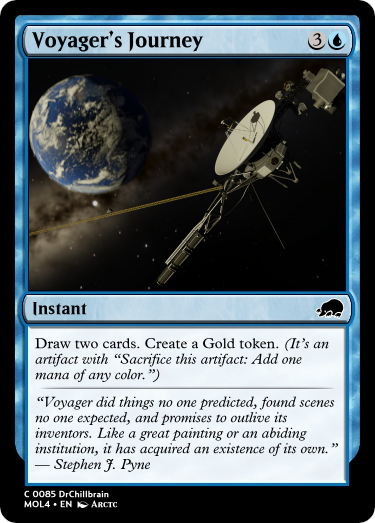 Voyager's Journey 3
Instant
Draw two cards. Create a Gold token. (It's an
artifact with “Sacrifice this artifact: Add one
mana of any color.”)
“Voyager did things no one predicted, found scenes
no one expected, and promises to outlive its
inventors. Like a great painting or an abiding
institution, it has acquired an existence of its own.”
— Stephen J. Pyne
C 0085 DrChillbrain
MOL4 • EN Arctc